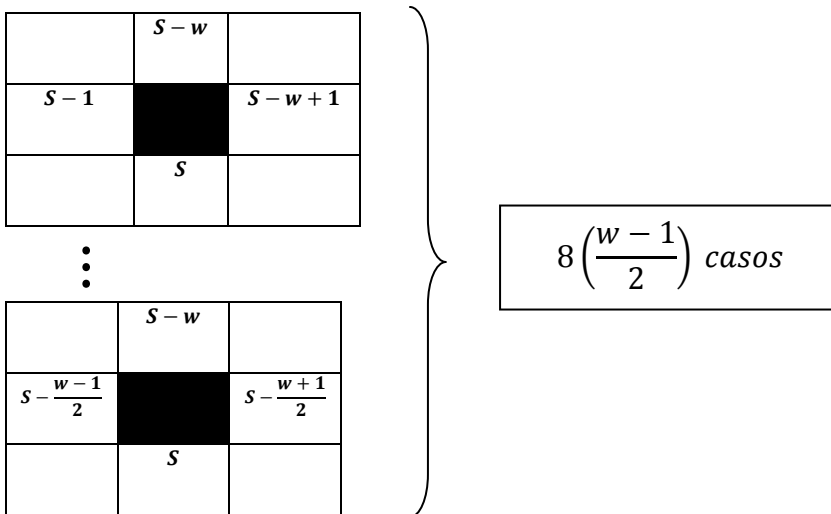 S − w
S − 1 S − w + 1
S
⋮
S − w
S − (w − 1)/2 S − (w + 1)/2
S
8 ((w − 1)/2) casos